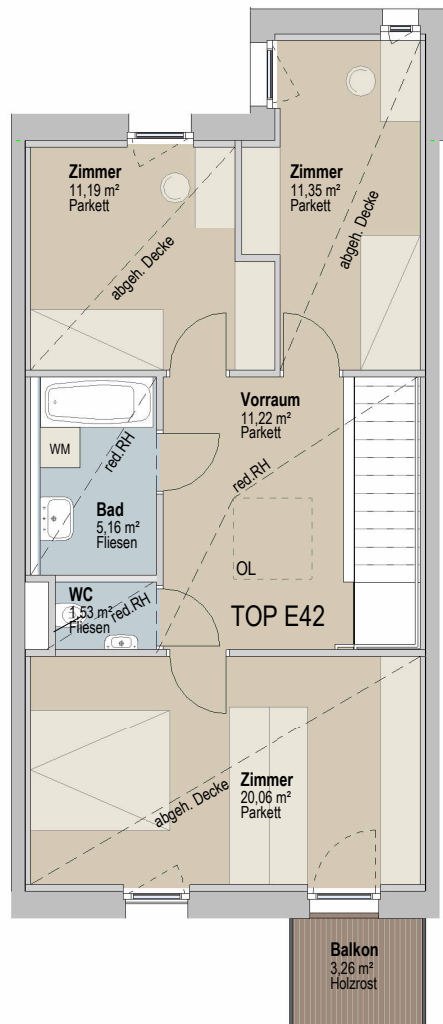 Zimmer
11,19 m²
Parkett
abgeh. Decke
Zimmer
11,35 m²
Parkett
abgeh. Decke
Vorraum
11,22 m²
Parkett
red.RH
WM
red.RH
Bad
5,16 m²
Fliesen
OL
WC
1,53 m²
Fliesen
red.RH
TOP E42
Zimmer
20,06 m²
Parkett
abgeh. Decke
Balkon
3,26 m²
Holzrost